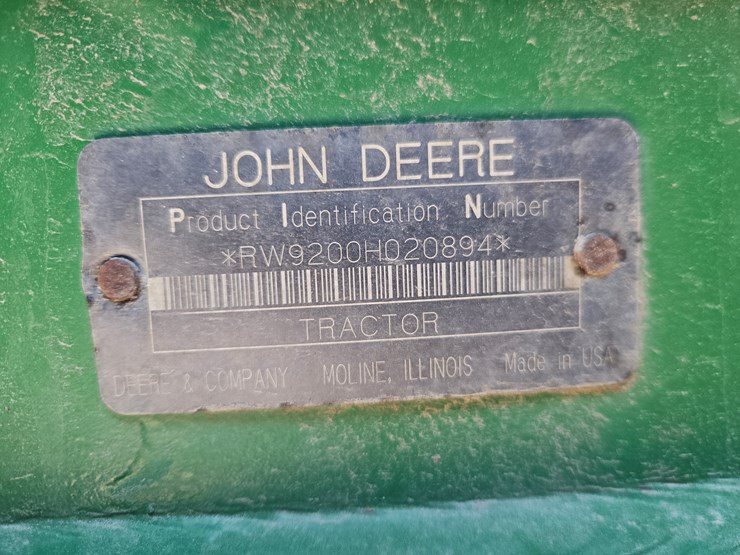 JOHN DEERE
Product Identification Number
*RW9200H020894*
TRACTOR
DEERE & COMPANY MOLINE, ILLINOIS Made in USA